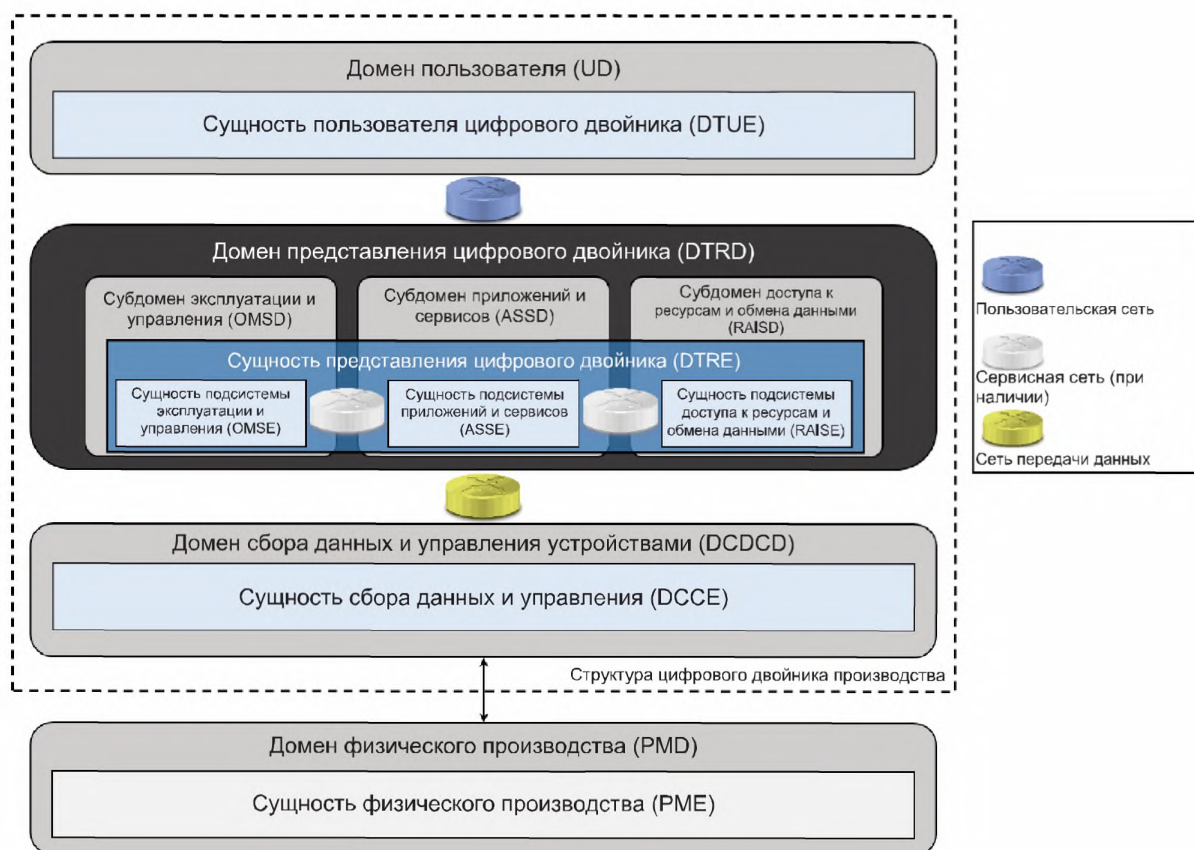 Домен пользователя (UD)
Сущность пользователя цифрового двойника (DTUE)
Домен представления цифрового двойника (DTRD)
Субдомен эксплуатации и
управления (OMSD)
Субдомен приложений и
сервисов (ASSD)
Субдомен доступа к
ресурсам и обмена данными
(RAISD)
Сущность представления цифрового двойника (DTRE)
Сущность подсистемы
эксплуатации и
управления (OMSE)
Сущность подсистемы
приложений и сервисов
(ASSE)
Сущность подсистемы
доступа к ресурсам и
обмена данными (RAISE)
Домен сбора данных и управления устройствами (DCDCD)
Сущность сбора данных и управления (DCCE)
Структура цифрового двойника производства
Домен физического производства (PMD)
Сущность физического производства (PME)
Пользовательская сеть
Сервисная сеть (при
наличии)
Сеть передачи данных